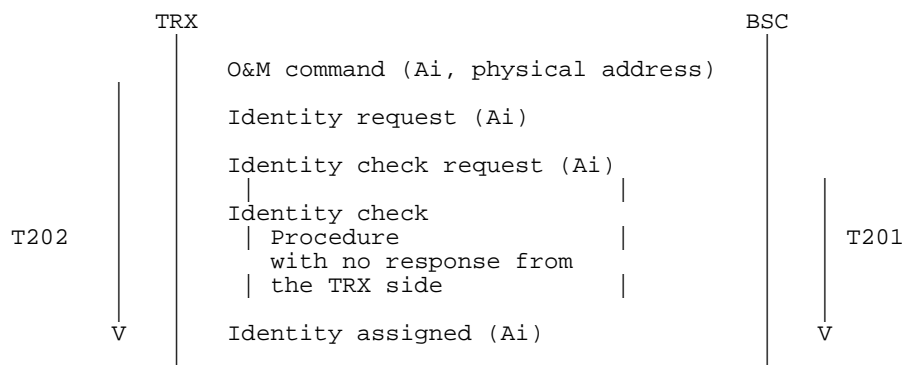 TRX BSC
O&M command (Ai, physical address)
Identity request (Ai)
Identity check request (Ai)
Identity check
T202 Procedure T201
with no response from
the TRX side
V Identity assigned (Ai) V